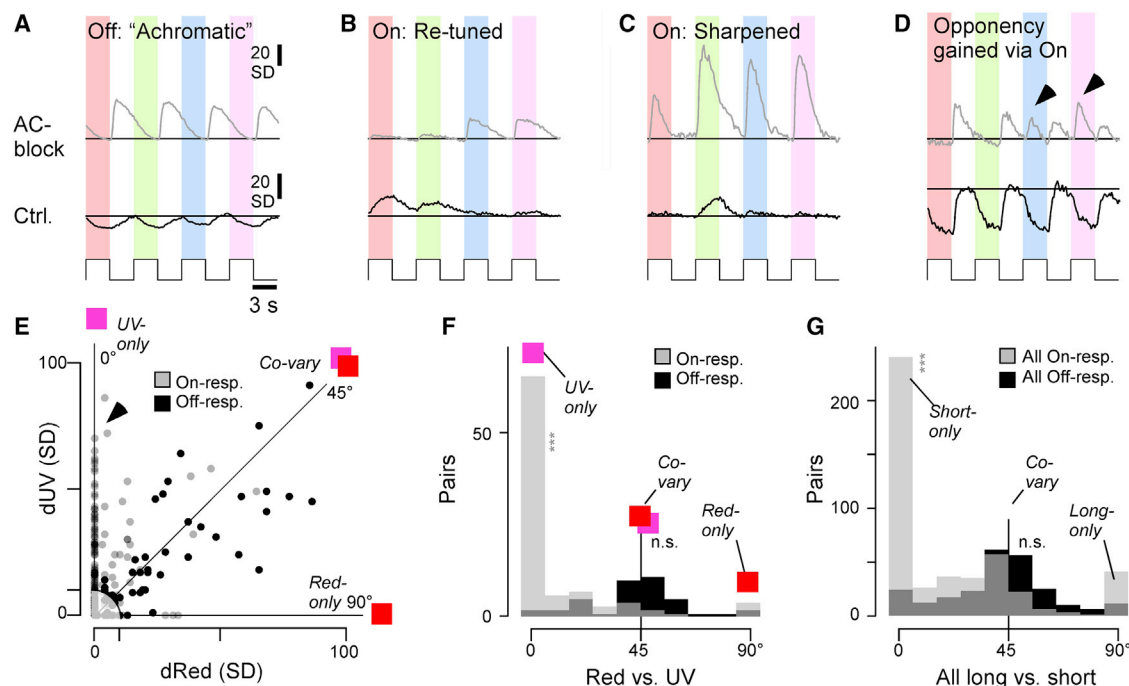 A
Off: “Achromatic”
20
SD
AC-
block
20
SD
Ctrl.
3 s
B
On: Re-tuned
C
On: Sharpened
D
Opponency
gained via On
E
UV-
only
0°
Co-vary
45°
100
On-resp.
Off-resp.
dUV (SD)
Red-
only
90°
0
0
100
dRed (SD)
F
On-resp.
Off-resp.
UV-
only
***
50
Pairs
Co-
vary
Red-
only
n.s.
0
0
45
90°
Red vs. UV
G
All On-resp.
All Off-resp.
***
Short-
only
200
Pairs
100
Co-
vary
Long-
only
n.s.
0
0
45
90°
All long vs. short